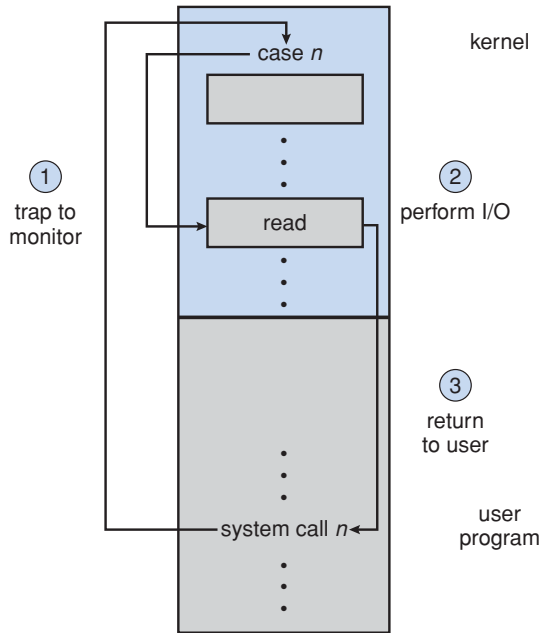 kernel
case n
1
trap to
monitor
2
perform I/O
read
3
return
to user
system call n
user
program